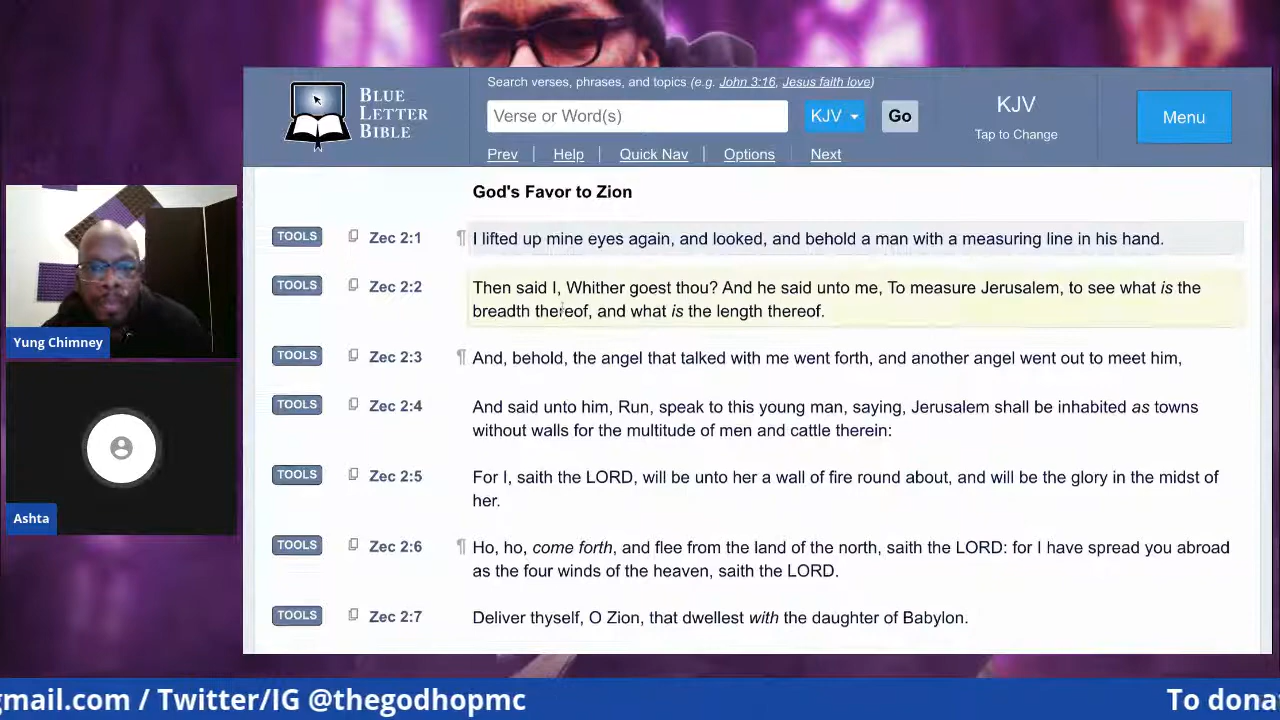 Search verses, phrases, and topics (e.g. John 3:16, Jesus faith love)
BLUE
LETTER
BIBLE
Verse or Word(s)
KJV
Go
KJV
Tap to Change
Menu
Prev
Help
Quick Nav
Options
Next
God's Favor to Zion
TOOLS Zec 2:1 ¶ I lifted up mine eyes again, and looked, and behold a man with a measuring line in his hand.
TOOLS Zec 2:2 Then said I, Whither goest thou? And he said unto me, To measure Jerusalem, to see what is the
breadth thereof, and what is the length thereof.
TOOLS Zec 2:3 ¶ And, behold, the angel that talked with me went forth, and another angel went out to meet him,
TOOLS Zec 2:4 And said unto him, Run, speak to this young man, saying, Jerusalem shall be inhabited as towns
without walls for the multitude of men and cattle therein:
TOOLS Zec 2:5 For I, saith the LORD, will be unto her a wall of fire round about, and will be the glory in the midst of
her.
TOOLS Zec 2:6 ¶ Ho, ho, come forth, and flee from the land of the north, saith the LORD: for I have spread you abroad
as the four winds of the heaven, saith the LORD.
TOOLS Zec 2:7 Deliver thyself, O Zion, that dwellest with the daughter of Babylon.
Yung Chimney
Ashta
gmail.com / Twitter/IG @thegodhopmc
To dona